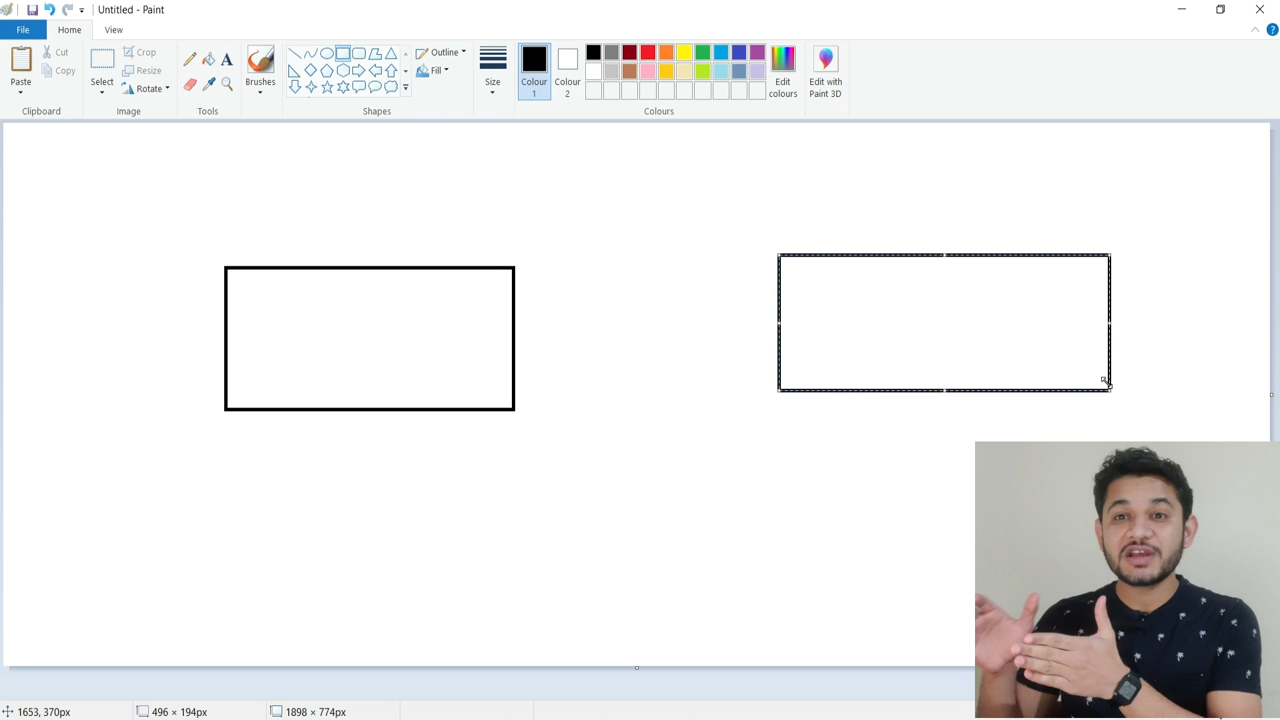 Untitled - Paint
File Home View
Paste
Cut
Copy
Clipboard
Select
Crop
Resize
Rotate
Image
A
Tools
Brushes
Shapes
Outline
Fill
Size
Colour 1
Colour 2
Edit colours
Colours
Edit with Paint 3D
?
1653, 370px
496 × 194px
1898 × 774px